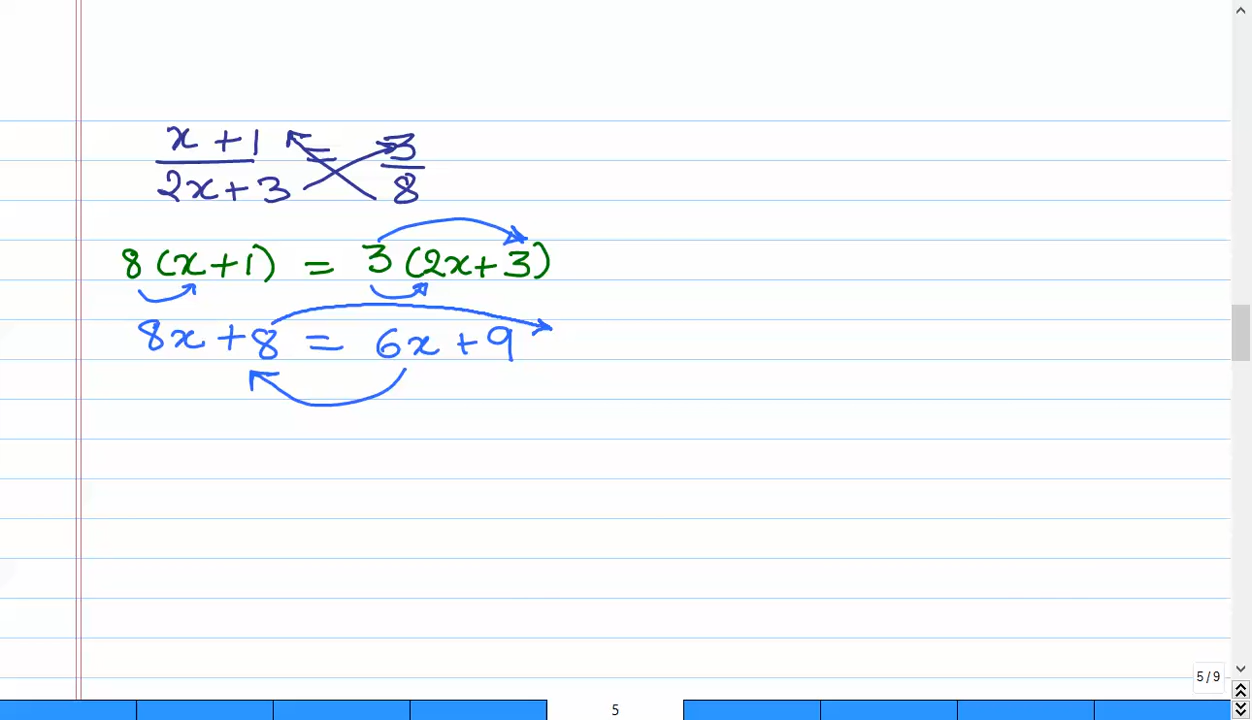 x + 1 = 3
2x + 3 8
8 (x + 1) = 3 (2x + 3)
8x + 8 = 6x + 9
5 / 9
5